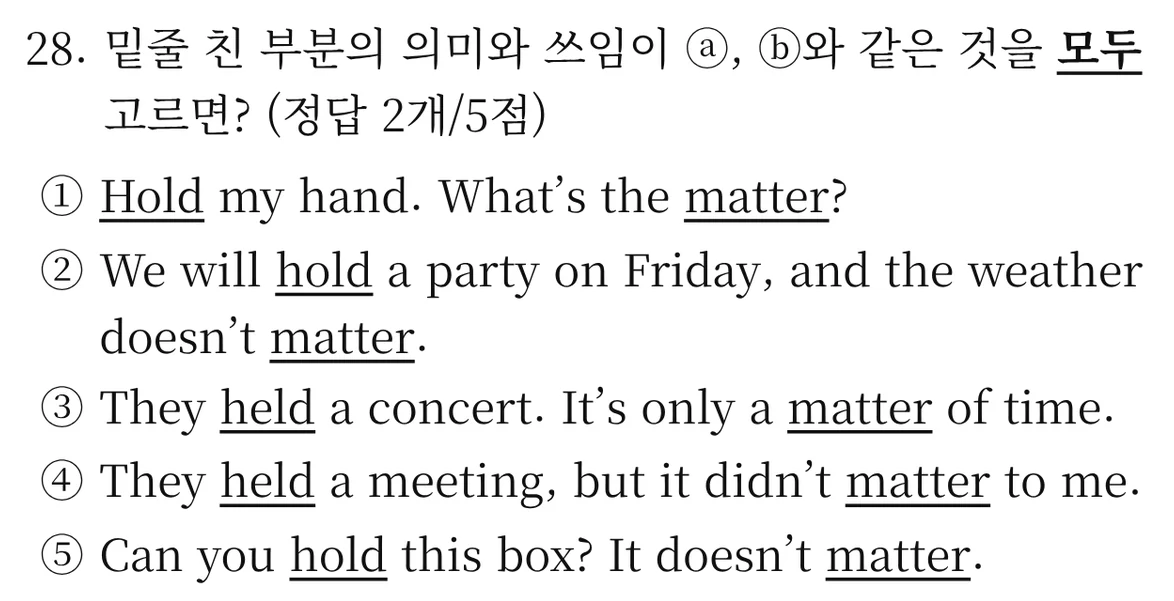 28. 밑줄 친 부분의 의미와 쓰임이 ⓐ, ⓑ와 같은 것을 모두
고르면? (정답 2개/5점)
① Hold my hand. What’s the matter?
② We will hold a party on Friday, and the weather
doesn’t matter.
③ They held a concert. It’s only a matter of time.
④ They held a meeting, but it didn’t matter to me.
⑤ Can you hold this box? It doesn’t matter.